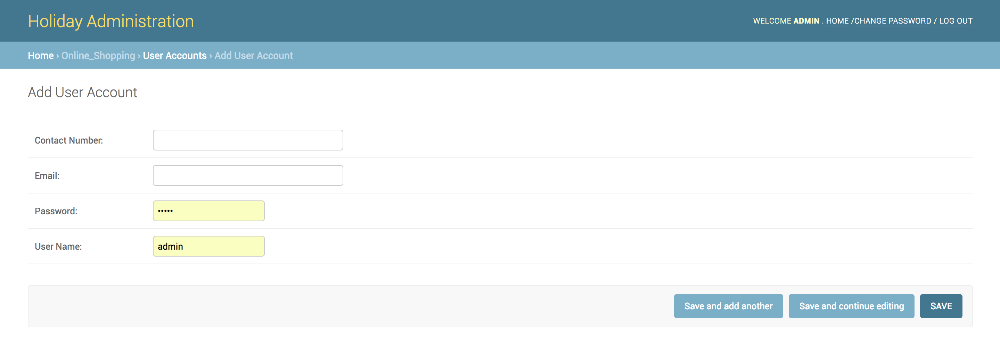 Holiday Administration
WELCOME ADMIN . HOME /CHANGE PASSWORD / LOG OUT
Home › Online_Shopping › User Accounts › Add User Account
Add User Account
Contact Number:
Email:
Password: •••••
User Name: admin
Save and add another Save and continue editing SAVE